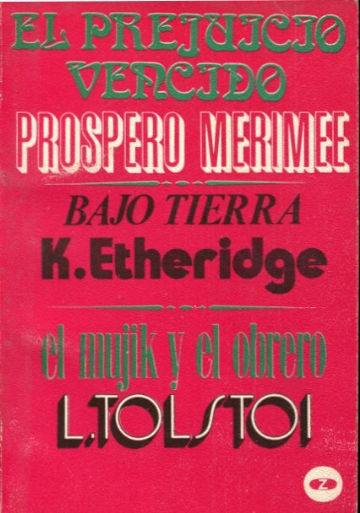 EL PREJUICIO
VENCIDO
PROSPERO MERIMEE
BAJO TIERRA
K.Etheridge
el mujik y el obrero
L.TOLSTOI
Z